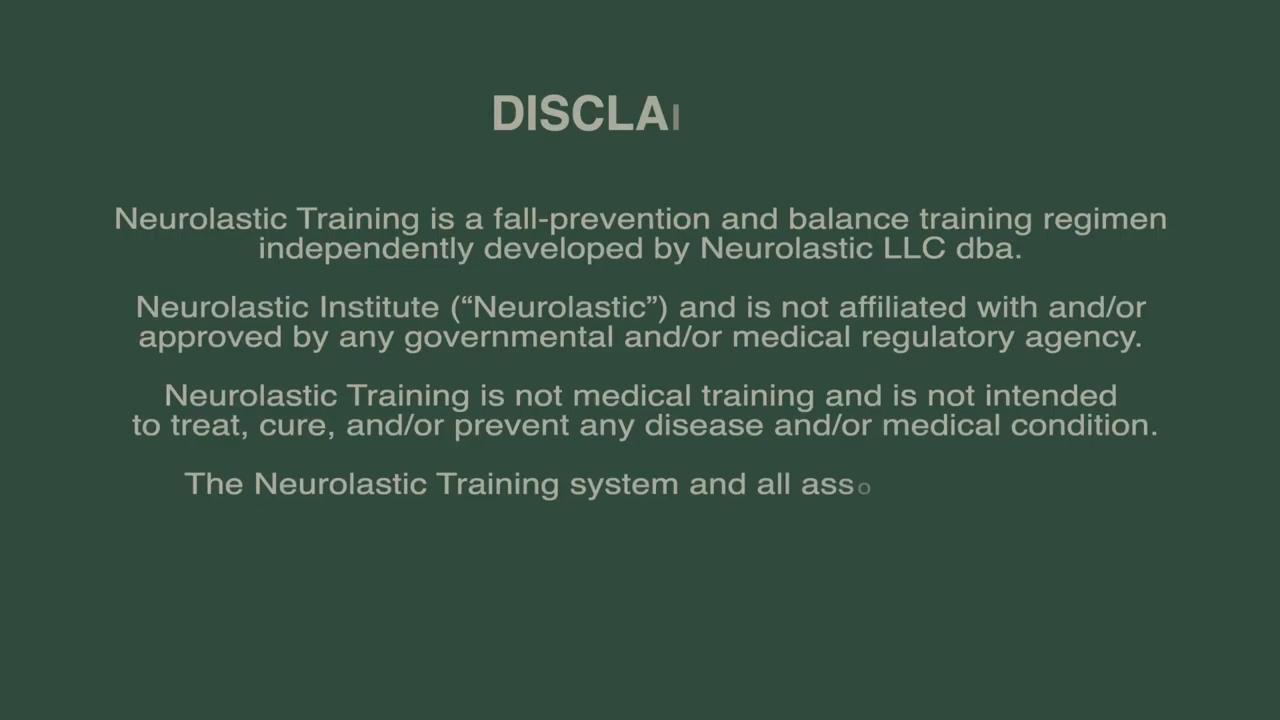 DISCLAI
Neurolastic Training is a fall-prevention and balance training regimen
independently developed by Neurolastic LLC dba.
Neurolastic Institute (“Neurolastic”) and is not affiliated with and/or
approved by any governmental and/or medical regulatory agency.
Neurolastic Training is not medical training and is not intended
to treat, cure, and/or prevent any disease and/or medical condition.
The Neurolastic Training system and all asso